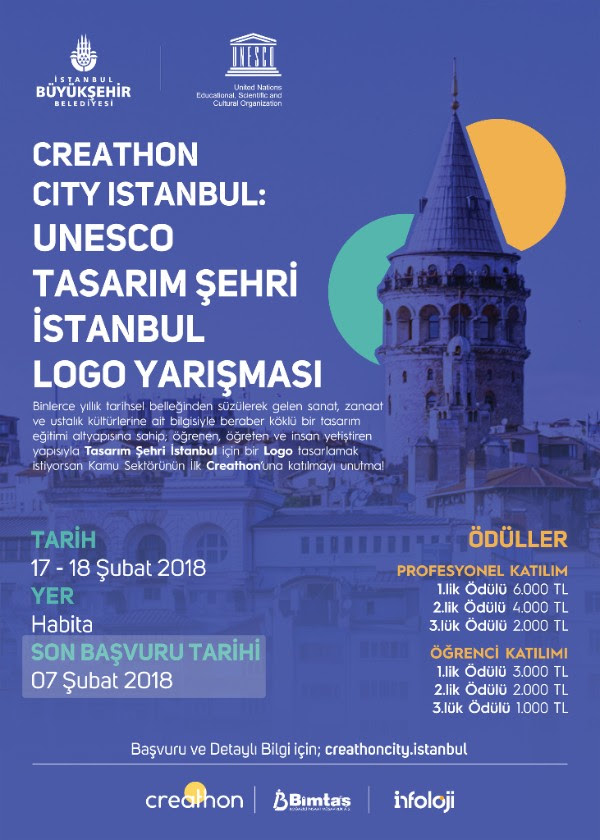 İSTANBUL
BÜYÜKŞEHİR
BELEDİYESİ
UNESCO
United Nations
Educational, Scientific and
Cultural Organization
CREATHON
CITY ISTANBUL:
UNESCO
TASARIM ŞEHRİ
İSTANBUL
LOGO YARIŞMASI
Binlerce yıllık tarihsel belleğinden süzülerek gelen sanat, zanaat
ve ustalık kültürlerine ait bilgisiyle beraber köklü bir tasarım
eğitimi altyapısına sahip; öğrenen, öğreten ve insan yetiştiren
yapısıyla Tasarım Şehri İstanbul için bir Logo tasarlamak
istiyorsan Kamu Sektörünün İlk Creathon'una katılmayı unutma!
TARİH
17 - 18 Şubat 2018
YER
Habita
SON BAŞVURU TARİHİ
07 Şubat 2018
ÖDÜLLER
PROFESYONEL KATILIM
1.lik Ödülü 6.000 TL
2.lik Ödülü 4.000 TL
3.lük Ödülü 2.000 TL
ÖĞRENCİ KATILIMI
1.lik Ödülü 3.000 TL
2.lik Ödülü 2.000 TL
3.lük Ödülü 1.000 TL
Başvuru ve Detaylı Bilgi için; creathoncity.istanbul
creathon
Bimtaş
infoloji